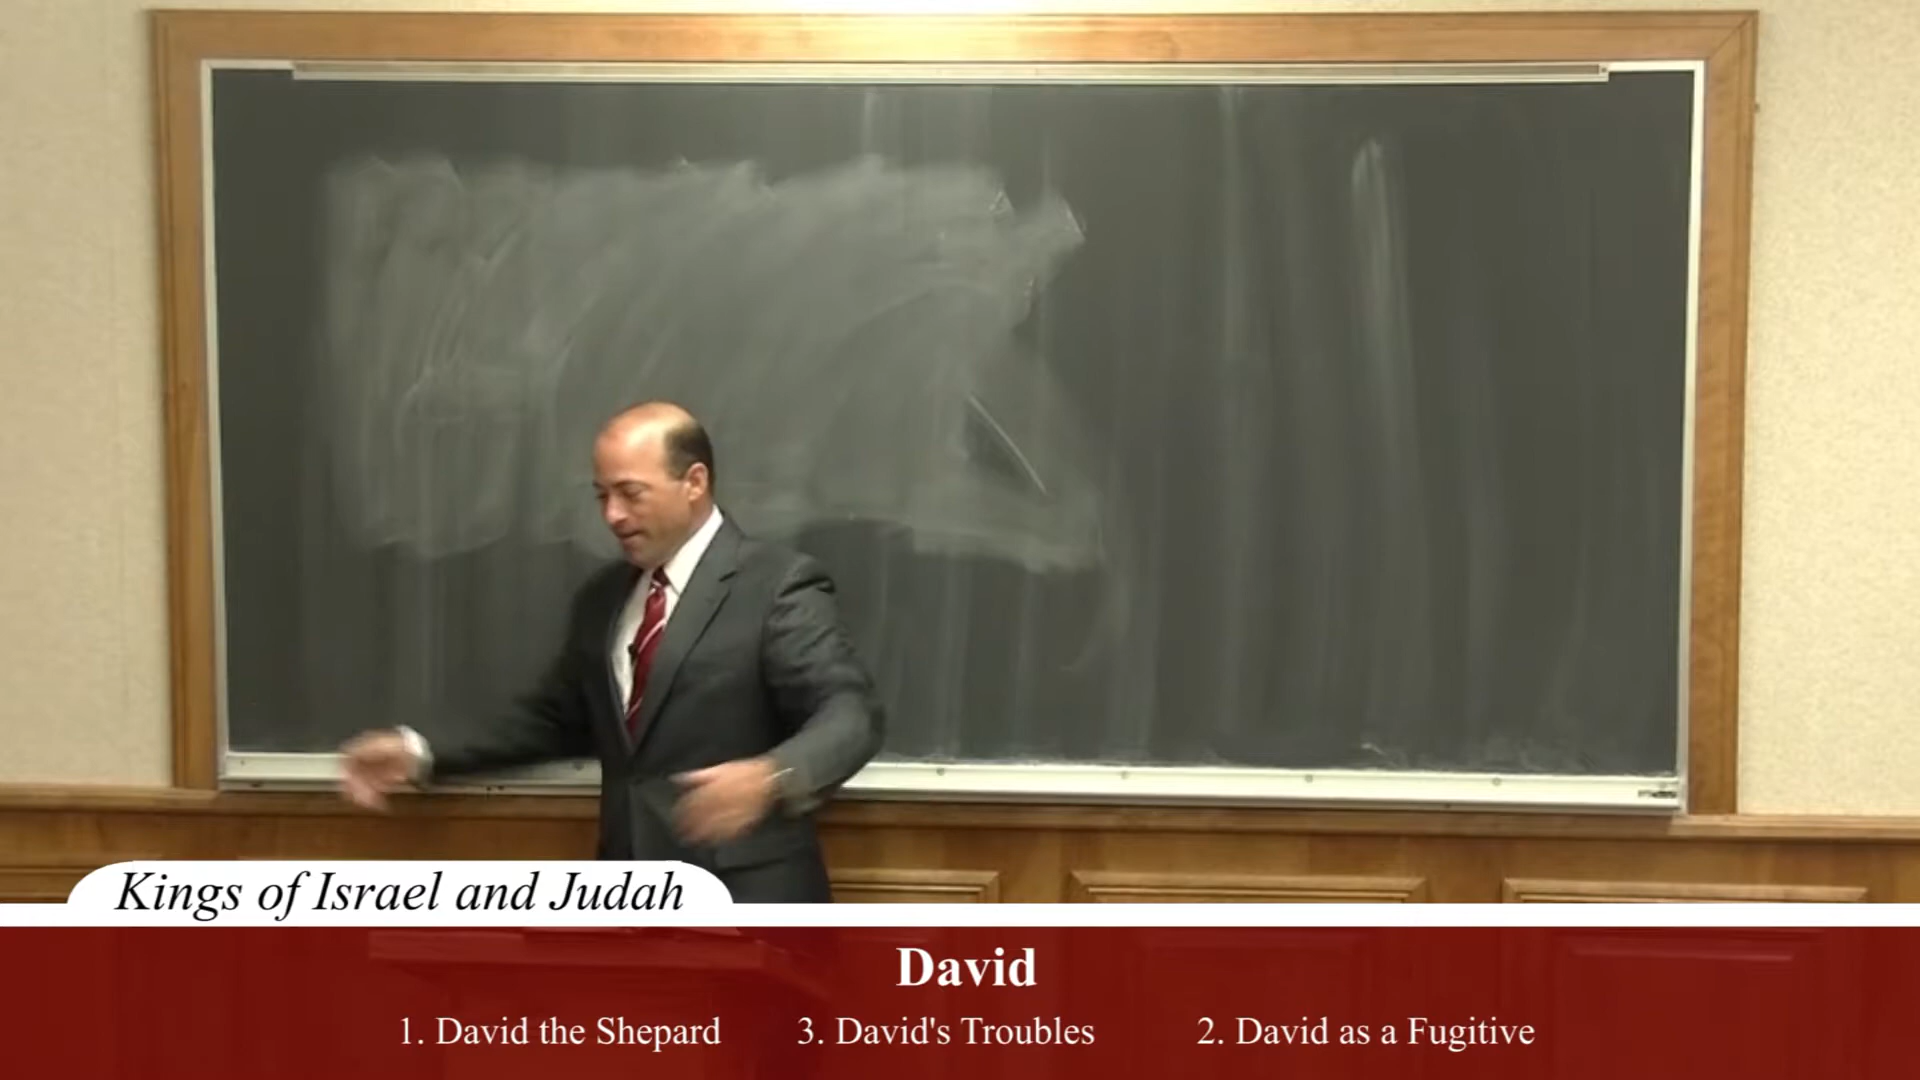 Kings of Israel and Judah
David
1. David the Shepard 3. David's Troubles 2. David as a Fugitive